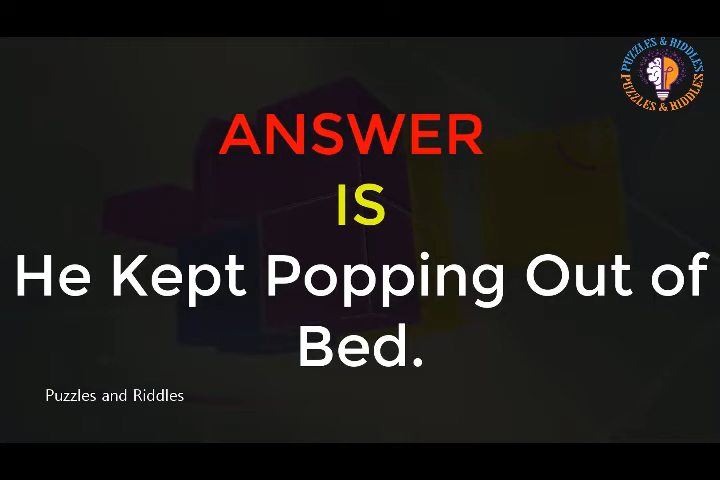 PUZZLES & RIDDLES
PUZZLES & RIDDLES
ANSWER
IS
He Kept Popping Out of
Bed.
Puzzles and Riddles